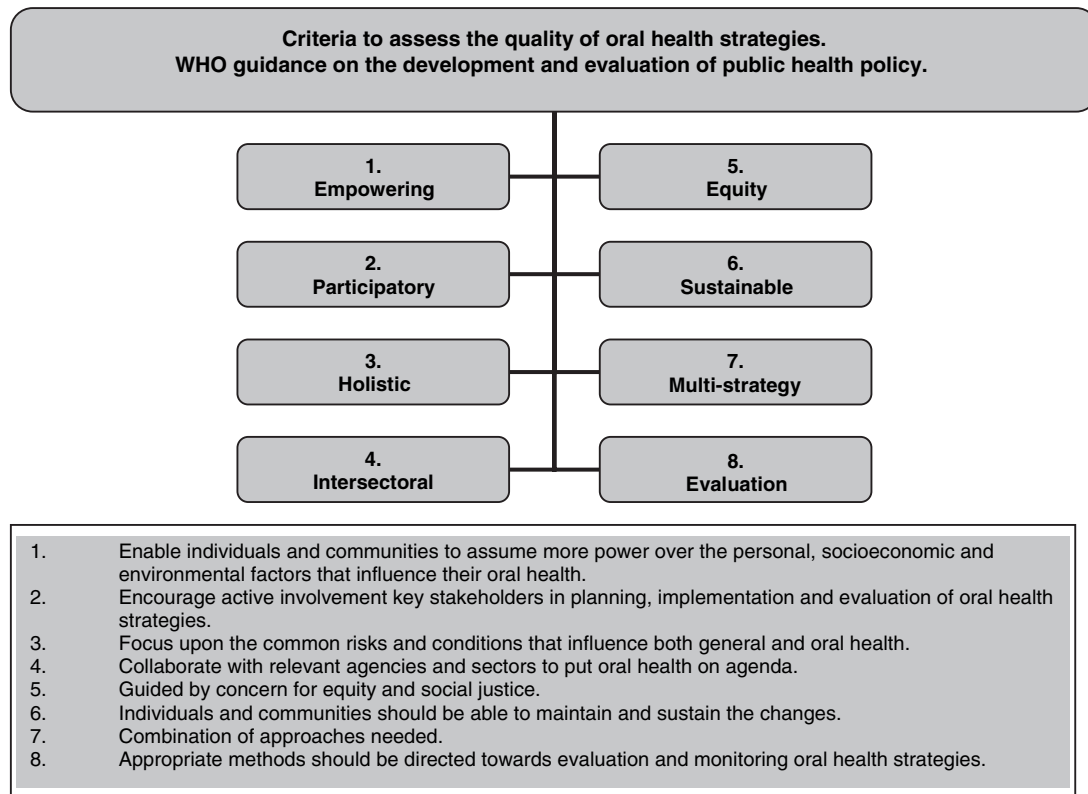 Criteria to assess the quality of oral health strategies.
WHO guidance on the development and evaluation of public health policy.
1.
Empowering
5.
Equity
2.
Participatory
6.
Sustainable
3.
Holistic
7.
Multi-strategy
4.
Intersectoral
8.
Evaluation
1. Enable individuals and communities to assume more power over the personal, socioeconomic and
environmental factors that influence their oral health.
2. Encourage active involvement key stakeholders in planning, implementation and evaluation of oral health
strategies.
3. Focus upon the common risks and conditions that influence both general and oral health.
4. Collaborate with relevant agencies and sectors to put oral health on agenda.
5. Guided by concern for equity and social justice.
6. Individuals and communities should be able to maintain and sustain the changes.
7. Combination of approaches needed.
8. Appropriate methods should be directed towards evaluation and monitoring oral health strategies.